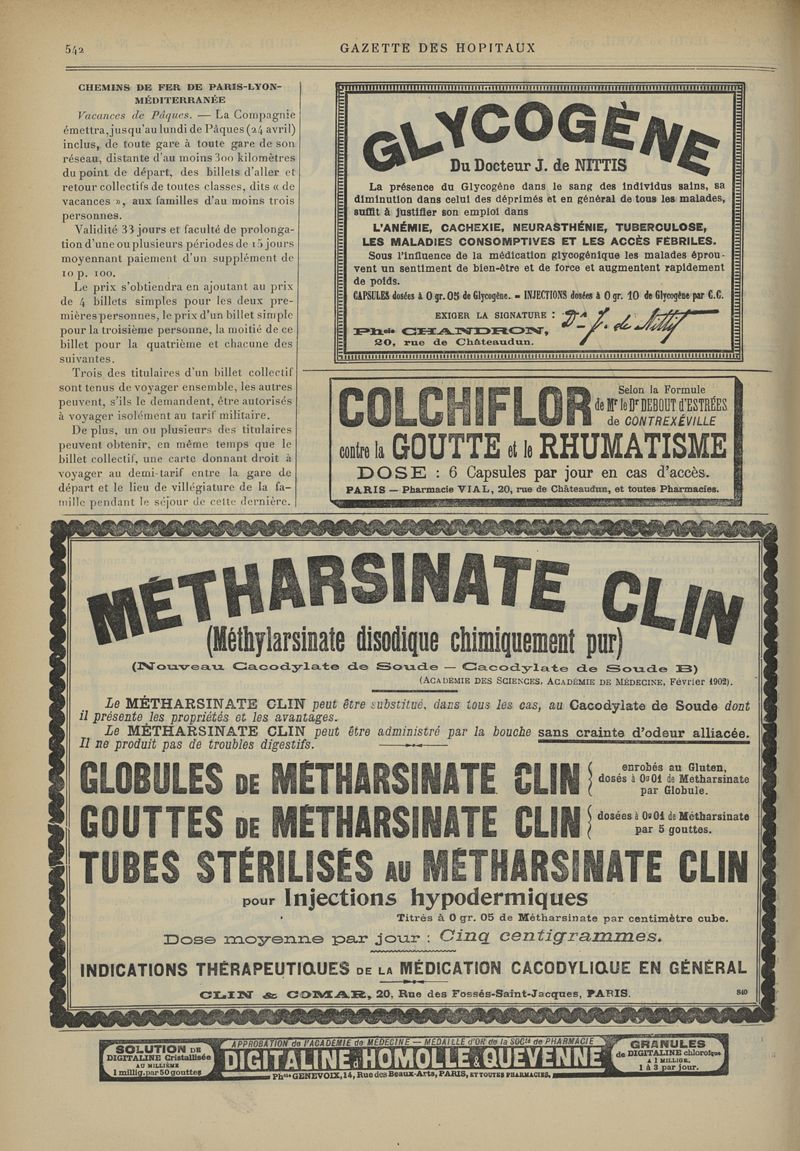 542
GAZETTE DES HOPITAUX
CHEMINS DE FER DE PARIS-LYON-
MÉDITERRANÉE
Vacances de Pâques. — La Compagnie
émettra, jusqu'au lundi de Pâques (24 avril)
inclus, de toute gare à toute gare de son
réseau, distante d'au moins 300 kilomètres
du point de départ, des billets d'aller et
retour collectifs de toutes classes, dits « de
vacances », aux familles d'au moins trois
personnes.
Validité 33 jours et faculté de prolonga-
tion d'une ou plusieurs périodes de 15 jours
moyennant paiement d'un supplément de
10 p. 100.
Le prix s'obtiendra en ajoutant au prix
de 4 billets simples pour les deux pre-
mières personnes, le prix d'un billet simple
pour la troisième personne, la moitié de ce
billet pour la quatrième et chacune des
suivantes.
Trois des titulaires d'un billet collectif
sont tenus de voyager ensemble, les autres
peuvent, s'ils le demandent, être autorisés
à voyager isolément au tarif militaire.
De plus, un ou plusieurs des titulaires
peuvent obtenir, en même temps que le
billet collectif, une carte donnant droit à
voyager au demi-tarif entre la gare de
départ et le lieu de villégiature de la fa-
mille pendant le séjour de cette dernière.
GLYCOGÈNE
Du Docteur J. de NITTIS
La présence du Glycogène dans le sang des individus sains, sa
diminution dans celui des déprimés et en général de tous les malades,
suffit à justifier son emploi dans
L'ANÉMIE, CACHEXIE, NEURASTHÉNIE, TUBERCULOSE,
LES MALADIES CONSOMPTIVES ET LES ACCÈS FÉBRILES.
Sous l'influence de la médication glycogénique les malades éprou-
vent un sentiment de bien-être et de force et augmentent rapidement
de poids.
CAPSULES dosées à 0 gr. 05 de Glycogène. - INJECTIONS dosées à 0 gr. 10 de Glycogène par C.C.
EXIGER LA SIGNATURE : Dr J. de Nittis
Phcie CHANDRON,
20, rue de Châteaudun.
COLCHIFLOR
Selon la Formule
de Mr le Dr DEBOUT d'ESTRÉES
de CONTREXÉVILLE
contre la GOUTTE et le RHUMATISME
DOSE : 6 Capsules par jour en cas d'accès.
PARIS — Pharmacie VIAL, 20, rue de Châteaudun, et toutes Pharmacies.
MÉTHARSINATE CLIN
(Méthylarsinate disodique chimiquement pur)
(Nouveau Cacodylate de Soude — Cacodylate de Soude B)
(ACADÉMIE DES SCIENCES, ACADÉMIE DE MÉDECINE, Février 1902).
Le MÉTHARSINATE CLIN peut être substitué, dans tous les cas, au Cacodylate de Soude dont
il présente les propriétés et les avantages.
Le MÉTHARSINATE CLIN peut être administré par la bouche sans crainte d'odeur alliacée.
Il ne produit pas de troubles digestifs.
GLOBULES DE MÉTHARSINATE CLIN
enrobés au Gluten,
dosés à 0g01 de Metharsinate
par Globule.
GOUTTES DE MÉTHARSINATE CLIN
dosées à 0g01 de Métharsinate
par 5 gouttes.
TUBES STÉRILISÉS AU MÉTHARSINATE CLIN
pour Injections hypodermiques
Titrés à 0 gr. 05 de Métharsinate par centimètre cube.
Dose moyenne par jour : Cinq centigrammes.
INDICATIONS THÉRAPEUTIQUES DE LA MÉDICATION CACODYLIQUE EN GÉNÉRAL
CLIN & COMAR, 20, Rue des Fossés-Saint-Jacques, PARIS.
840
SOLUTION DE
DIGITALINE Cristallisée
AU MILLIÈME
1 millig. par 50 gouttes
APPROBATION de l'ACADÉMIE de MÉDECINE — MÉDAILLE d'OR de la SOCté de PHARMACIE
DIGITALINE d'HOMOLLE & QUEVENNE
Phcie GENEVOIX, 14, Rue des Beaux-Arts, PARIS, ET TOUTES PHARMACIES.
GRANULES
de DIGITALINE chlorofque
A 1 MILLIGR.
1 à 3 par jour.